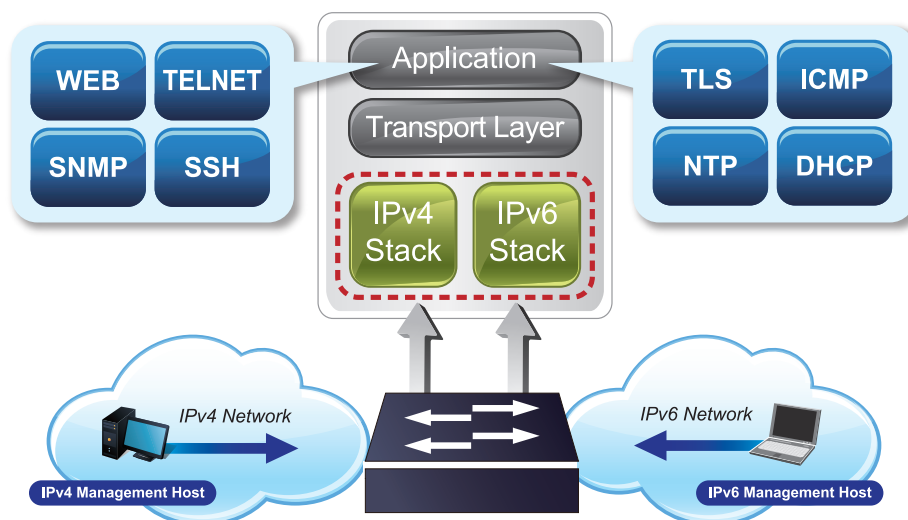 Application
WEB
TELNET
SNMP
SSH
TLS
ICMP
NTP
DHCP
Transport Layer
IPv4
Stack
IPv6
Stack
IPv4 Network
IPv6 Network
IPv4 Management Host
IPv6 Management Host